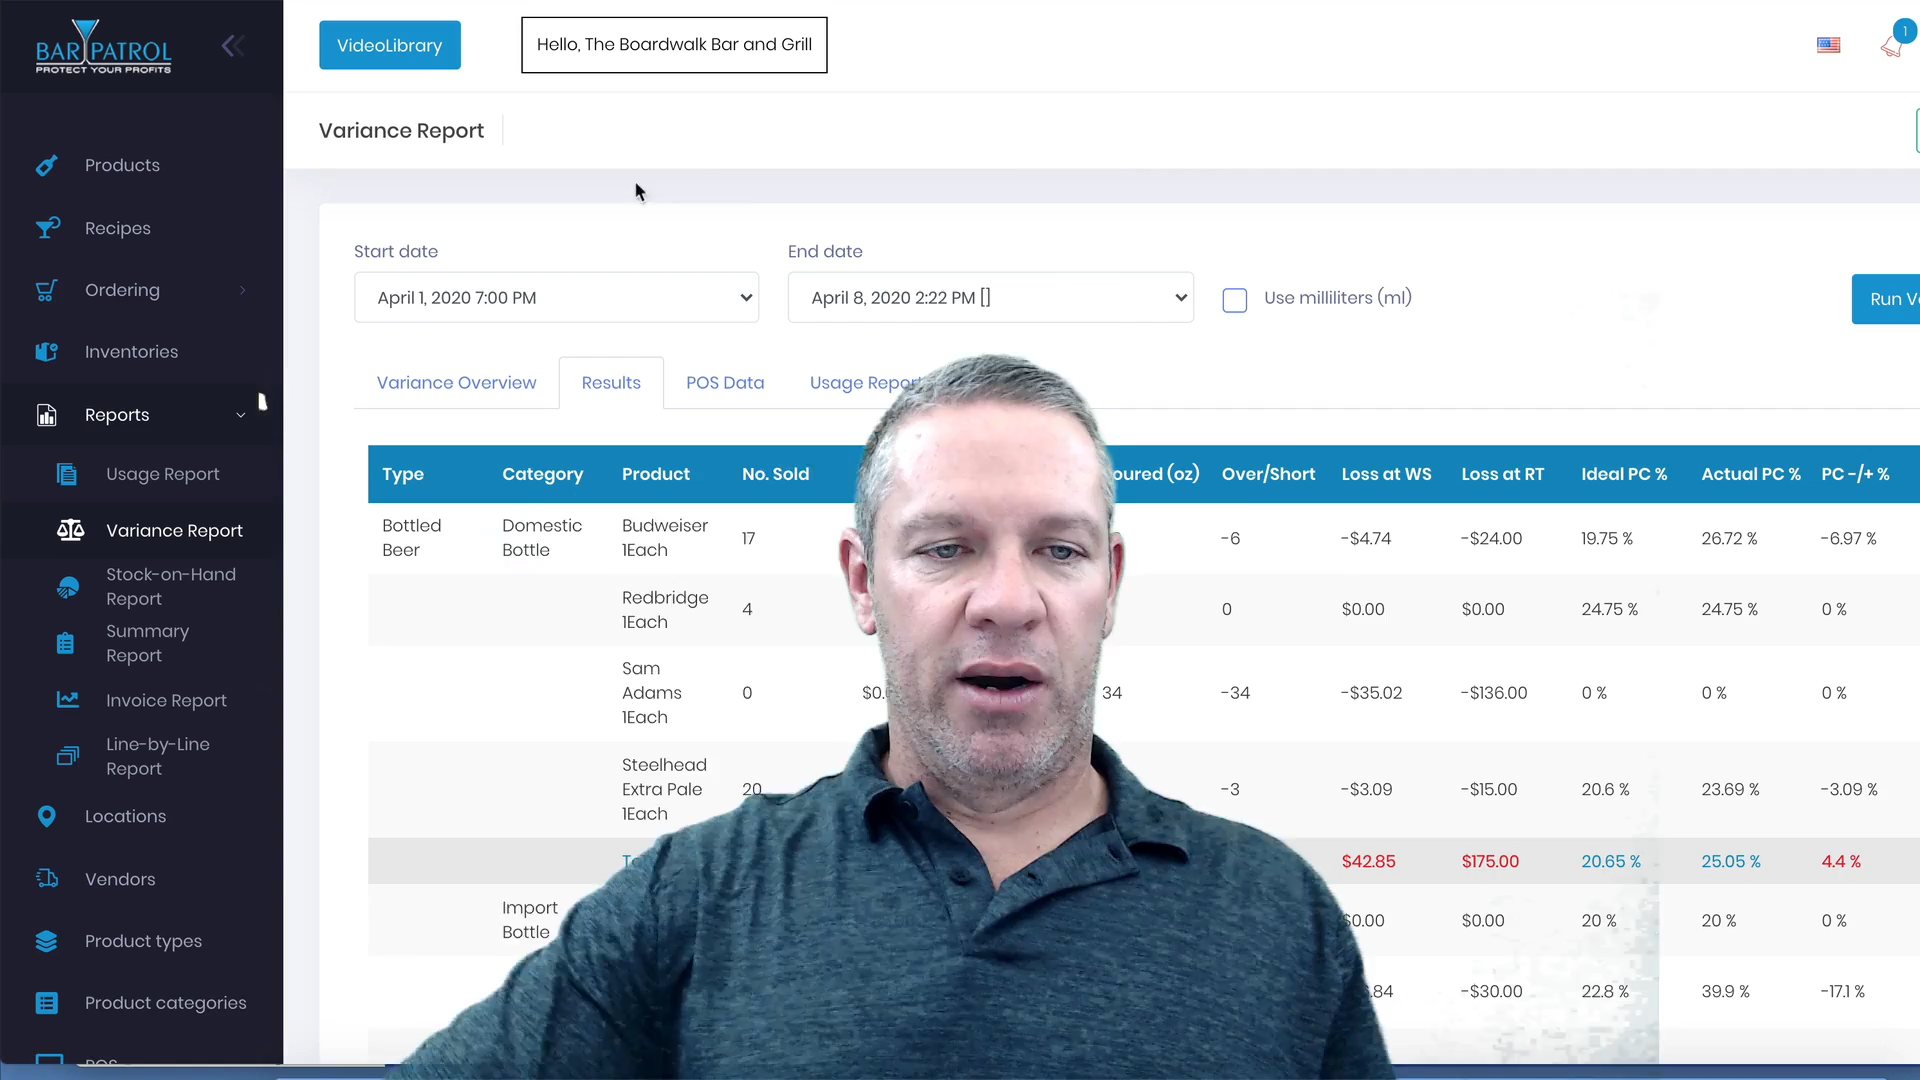 BAR PATROL
PROTECT YOUR PROFITS
VideoLibrary
Hello, The Boardwalk Bar and Grill
1
Variance Report
Products
Recipes
Ordering
Inventories
Reports
Usage Report
Variance Report
Stock-on-Hand
Report
Summary
Report
Invoice Report
Line-by-Line
Report
Locations
Vendors
Product types
Product categories
Start date
End date
April 1, 2020 7:00 PM
April 8, 2020 2:22 PM []
Use milliliters (ml)
Run
Variance Overview Results POS Data Usage
Type Category Product No. Sold (oz) Over/Short Loss at WS Loss at RT Ideal PC % Actual PC % PC -/+ %
Bottled
Beer
Domestic
Bottle
Budweiser
1Each
17 -6 -$4.74 -$24.00 19.75 % 26.72 % -6.97 %
Redbridge
1Each
4 0 $0.00 $0.00 24.75 % 24.75 % 0 %
Sam
Adams
1Each
0 34 -34 -$35.02 -$136.00 0 % 0 % 0 %
Steelhead
Extra Pale
1Each
20 -3 -$3.09 -$15.00 20.6 % 23.69 % -3.09 %
$42.85 $175.00 20.65 % 25.05 % 4.4 %
Import
Bottle
$0.00 $0.00 20 % 20 % 0 %
-$30.00 22.8 % 39.9 % -17.1 %